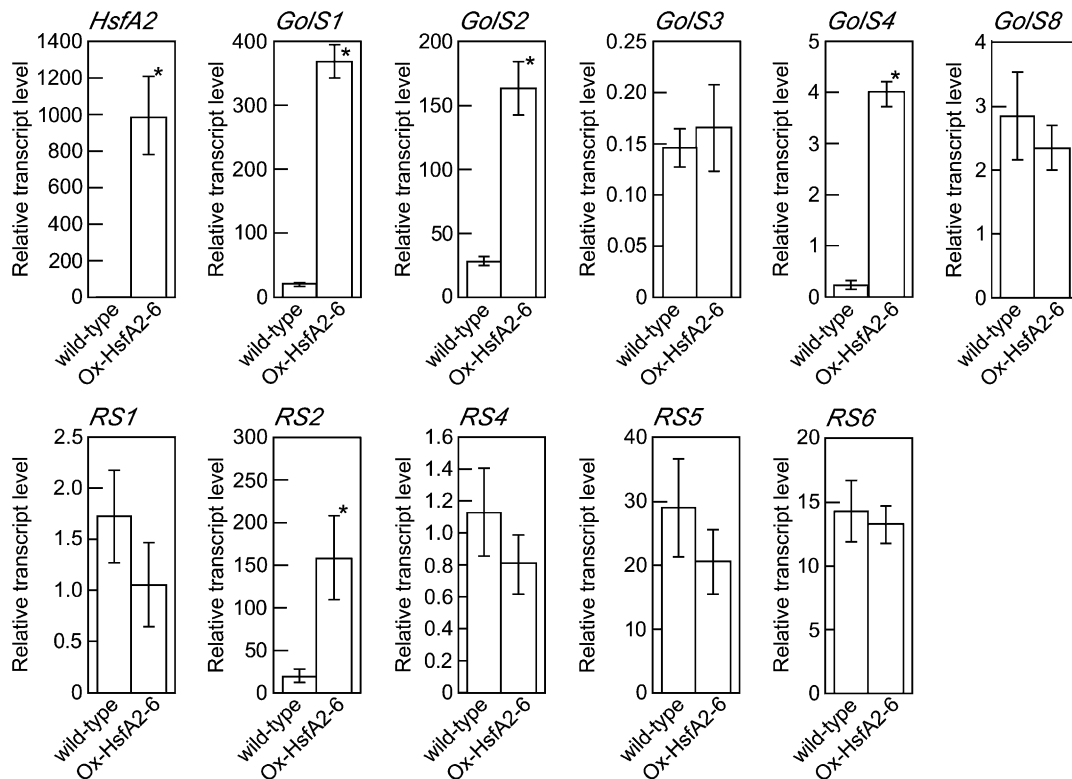 HsfA2
GolS1
GolS2
GolS3
GolS4
GolS8
Relative transcript level
1400
1200
1000
800
600
400
200
0
*
wild-type
Ox-HsfA2-6
Relative transcript level
400
300
200
100
0
*
wild-type
Ox-HsfA2-6
Relative transcript level
200
150
100
50
0
*
wild-type
Ox-HsfA2-6
Relative transcript level
0.25
0.20
0.15
0.10
0.05
0
wild-type
Ox-HsfA2-6
Relative transcript level
5
4
3
2
1
0
*
wild-type
Ox-HsfA2-6
Relative transcript level
4
3
2
1
0
wild-type
Ox-HsfA2-6
RS1
RS2
RS4
RS5
RS6
Relative transcript level
2.5
2.0
1.5
1.0
0.5
0
wild-type
Ox-HsfA2-6
Relative transcript level
300
250
200
150
100
50
0
*
wild-type
Ox-HsfA2-6
Relative transcript level
1.6
1.4
1.2
1.0
0.8
0.6
0.4
0.2
0
wild-type
Ox-HsfA2-6
Relative transcript level
40
30
20
10
0
wild-type
Ox-HsfA2-6
Relative transcript level
20
15
10
5
0
wild-type
Ox-HsfA2-6